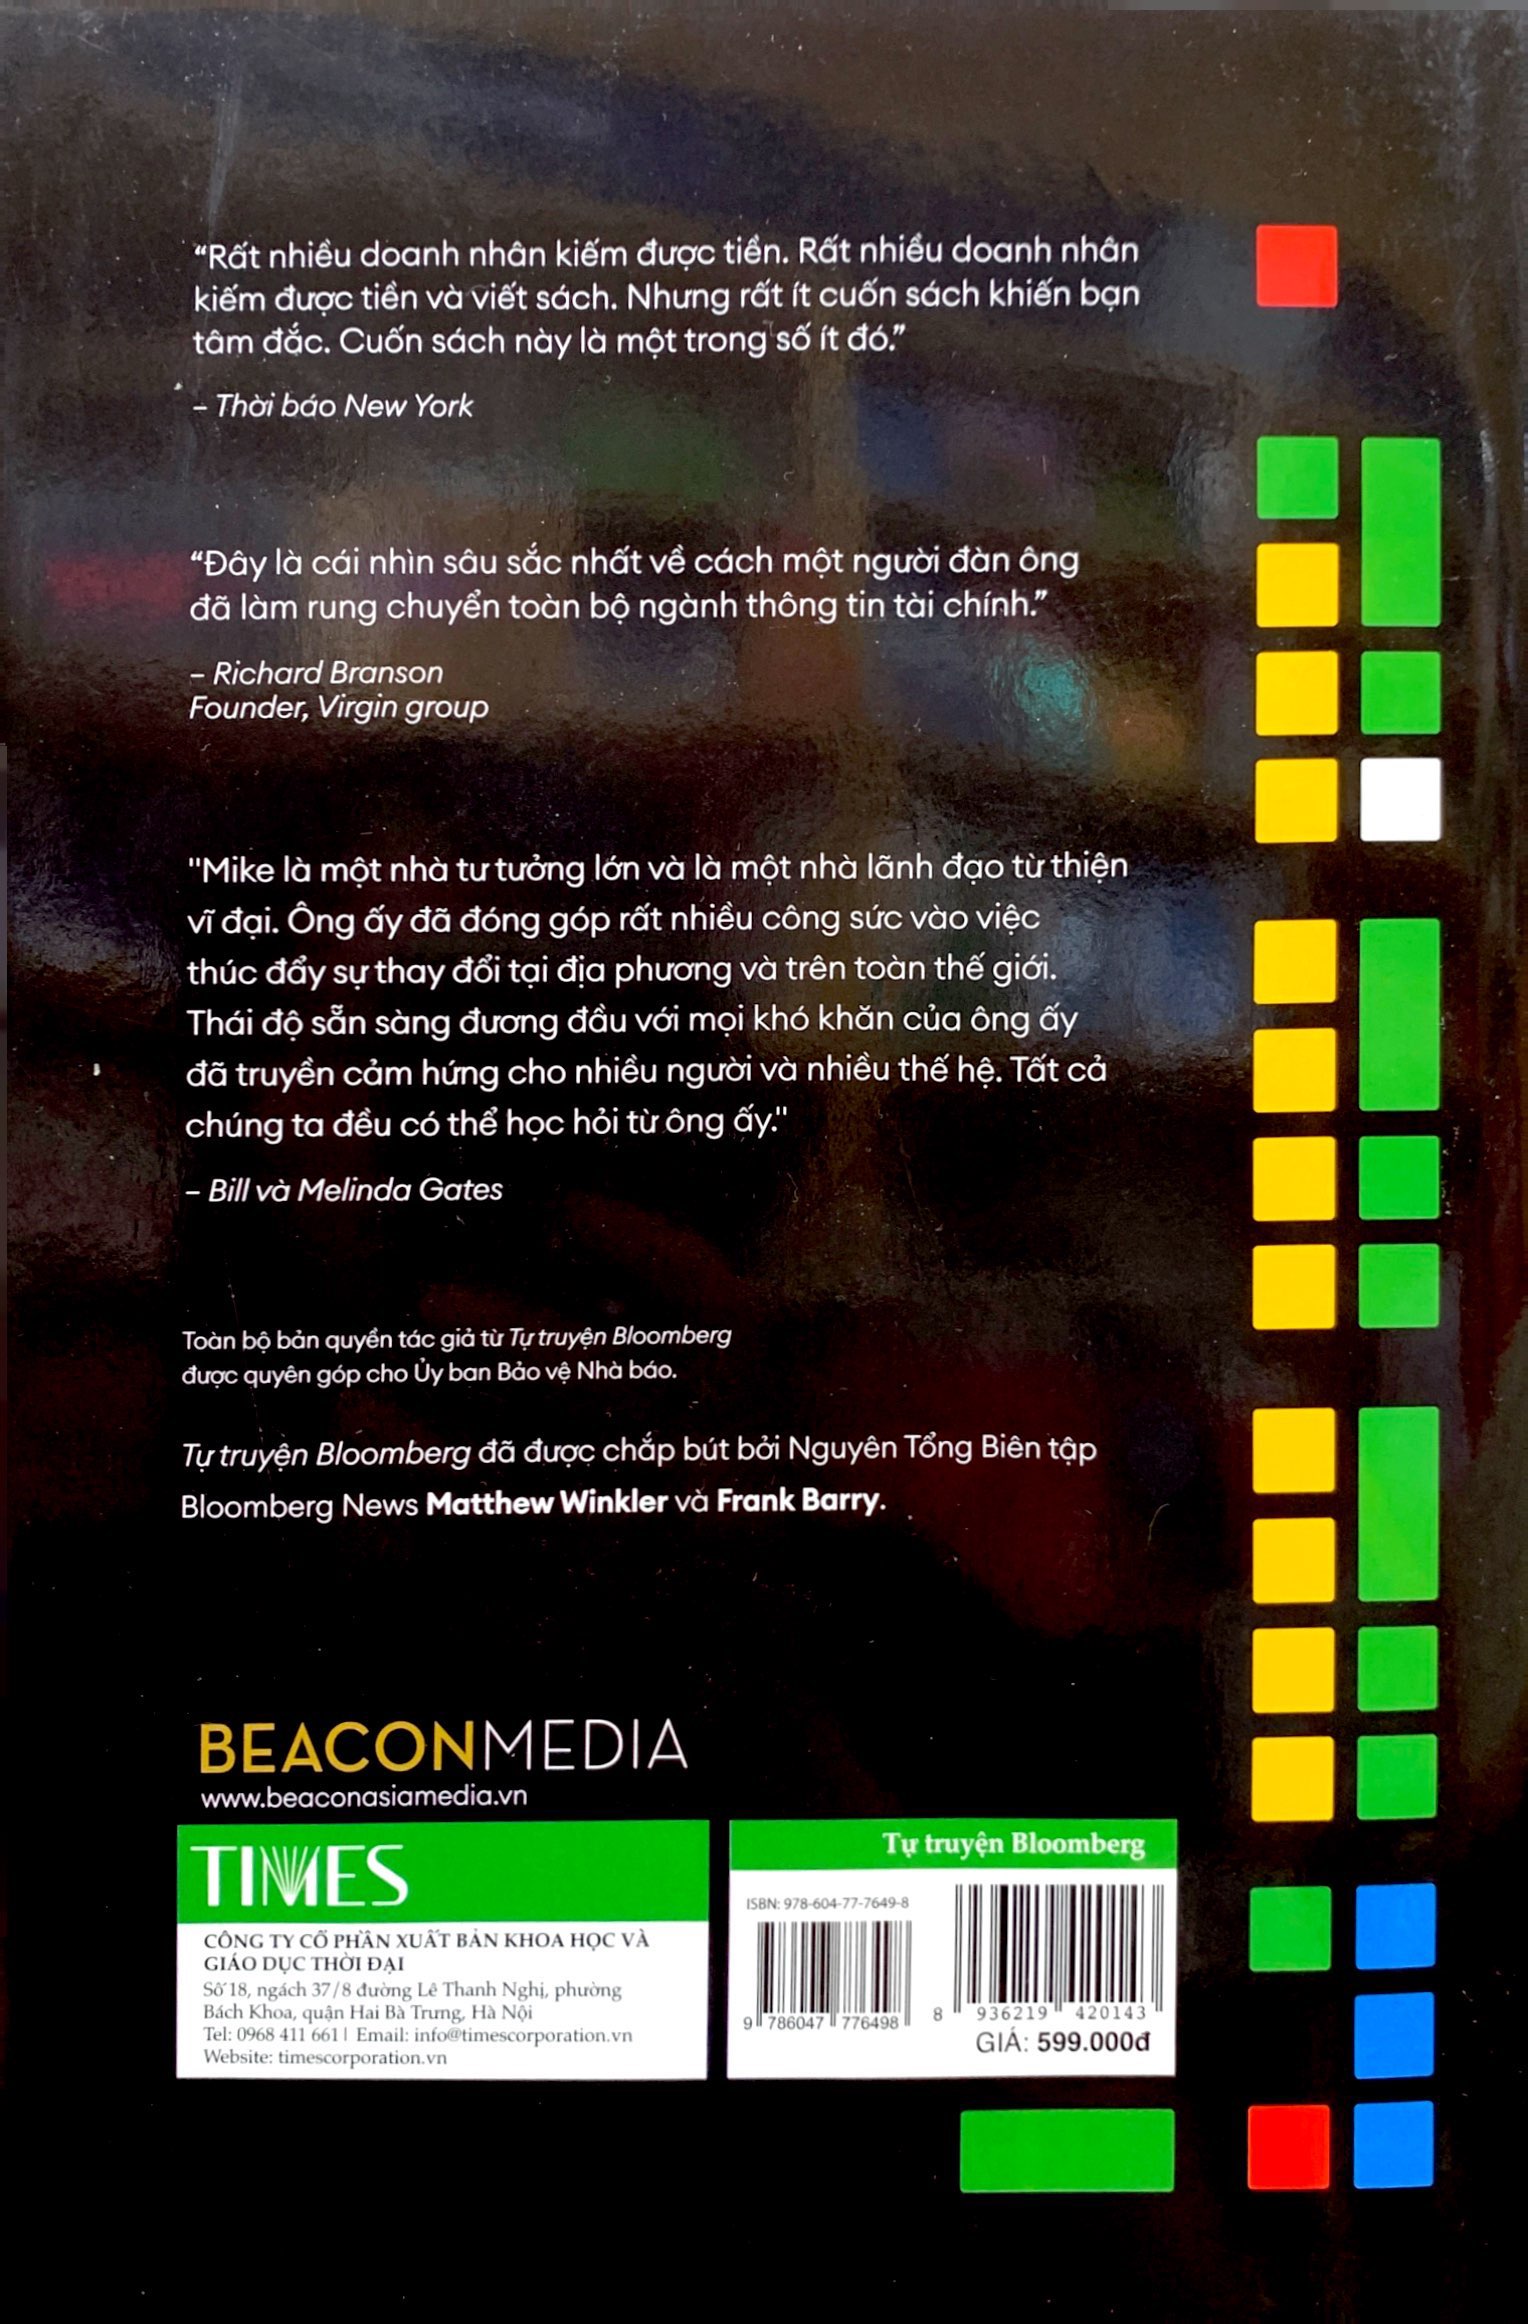 “Rất nhiều doanh nhân kiếm được tiền. Rất nhiều doanh nhân
kiếm được tiền và viết sách. Nhưng rất ít cuốn sách khiến bạn
tâm đắc. Cuốn sách này là một trong số ít đó.”
– Thời báo New York
“Đây là cái nhìn sâu sắc nhất về cách một người đàn ông
đã làm rung chuyển toàn bộ ngành thông tin tài chính.”
– Richard Branson
Founder, Virgin group
"Mike là một nhà tư tưởng lớn và là một nhà lãnh đạo từ thiện
vĩ đại. Ông ấy đã đóng góp rất nhiều công sức vào việc
thúc đẩy sự thay đổi tại địa phương và trên toàn thế giới.
Thái độ sẵn sàng đương đầu với mọi khó khăn của ông ấy
đã truyền cảm hứng cho nhiều người và nhiều thế hệ. Tất cả
chúng ta đều có thể học hỏi từ ông ấy."
– Bill và Melinda Gates
Toàn bộ bản quyền tác giả từ Tự truyện Bloomberg
được quyên góp cho Ủy ban Bảo vệ Nhà báo.
Tự truyện Bloomberg đã được chắp bút bởi Nguyên Tổng Biên tập
Bloomberg News Matthew Winkler và Frank Barry.
BEACONMEDIA
www.beaconasiamedia.vn
TIMES
CÔNG TY CỔ PHẦN XUẤT BẢN KHOA HỌC VÀ
GIÁO DỤC THỜI ĐẠI
Số 18, ngách 37/8 đường Lê Thanh Nghị, phường
Bách Khoa, quận Hai Bà Trưng, Hà Nội
Tel: 0968 411 661 | Email: info@timescorporation.vn
Website: timescorporation.vn
Tự truyện Bloomberg
ISBN: 978-604-77-7649-8
9 786047 776498
8 936219 420143
GIÁ: 599.000đ